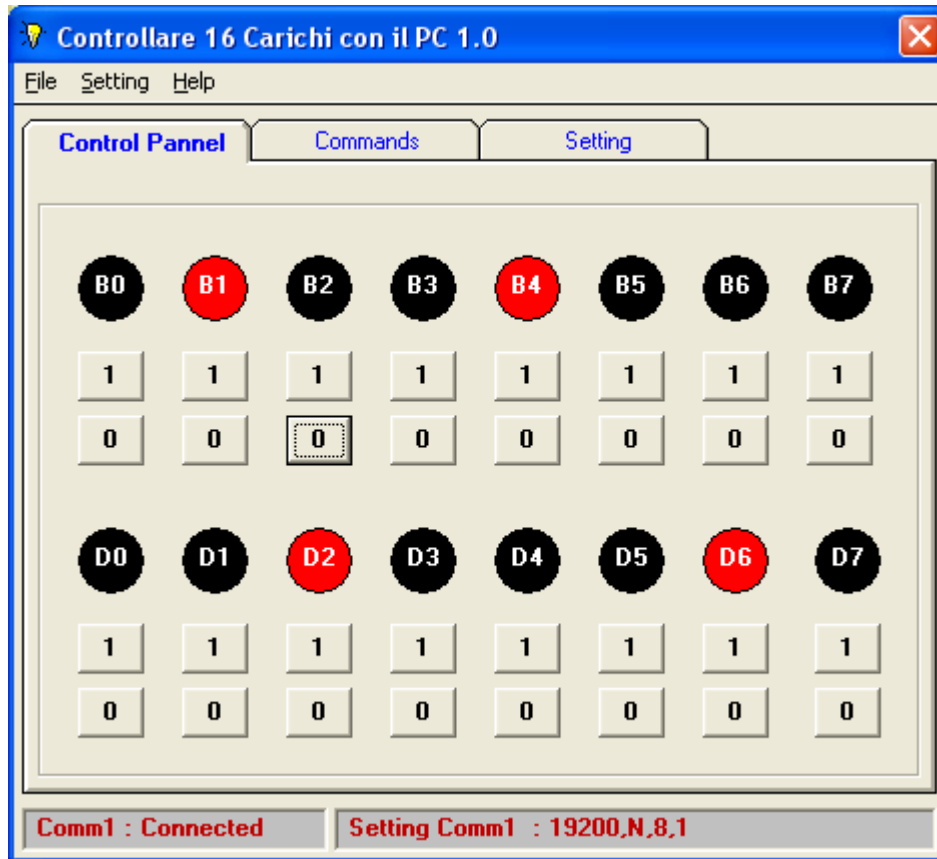 Controllare 16 Carichi con il PC 1.0
File Setting Help
Control Pannel Commands Setting
B0 B1 B2 B3 B4 B5 B6 B7
1 1 1 1 1 1 1 1
0 0 0 0 0 0 0 0
D0 D1 D2 D3 D4 D5 D6 D7
1 1 1 1 1 1 1 1
0 0 0 0 0 0 0 0
Comm1 : Connected Setting Comm1 : 19200,N,8,1